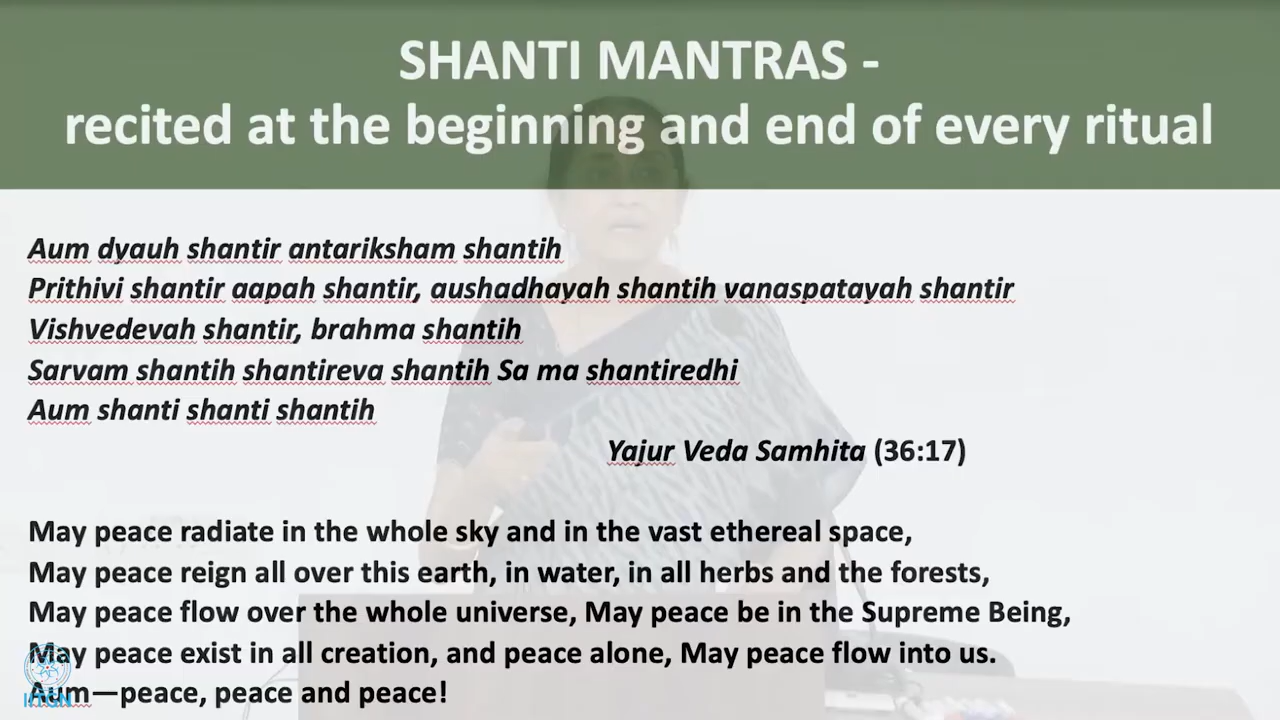 SHANTI MANTRAS -
recited at the beginning and end of every ritual
Aum dyauh shantir antariksham shantih
Prithivi shantir aapah shantir, aushadhayah shantih vanaspatayah shantir
Vishvedevah shantir, brahma shantih
Sarvam shantih shantireva shantih Sa ma shantiredhi
Aum shanti shanti shantih
Yajur Veda Samhita (36:17)
May peace radiate in the whole sky and in the vast ethereal space,
May peace reign all over this earth, in water, in all herbs and the forests,
May peace flow over the whole universe, May peace be in the Supreme Being,
May peace exist in all creation, and peace alone, May peace flow into us.
Aum—peace, peace and peace!
IITGN